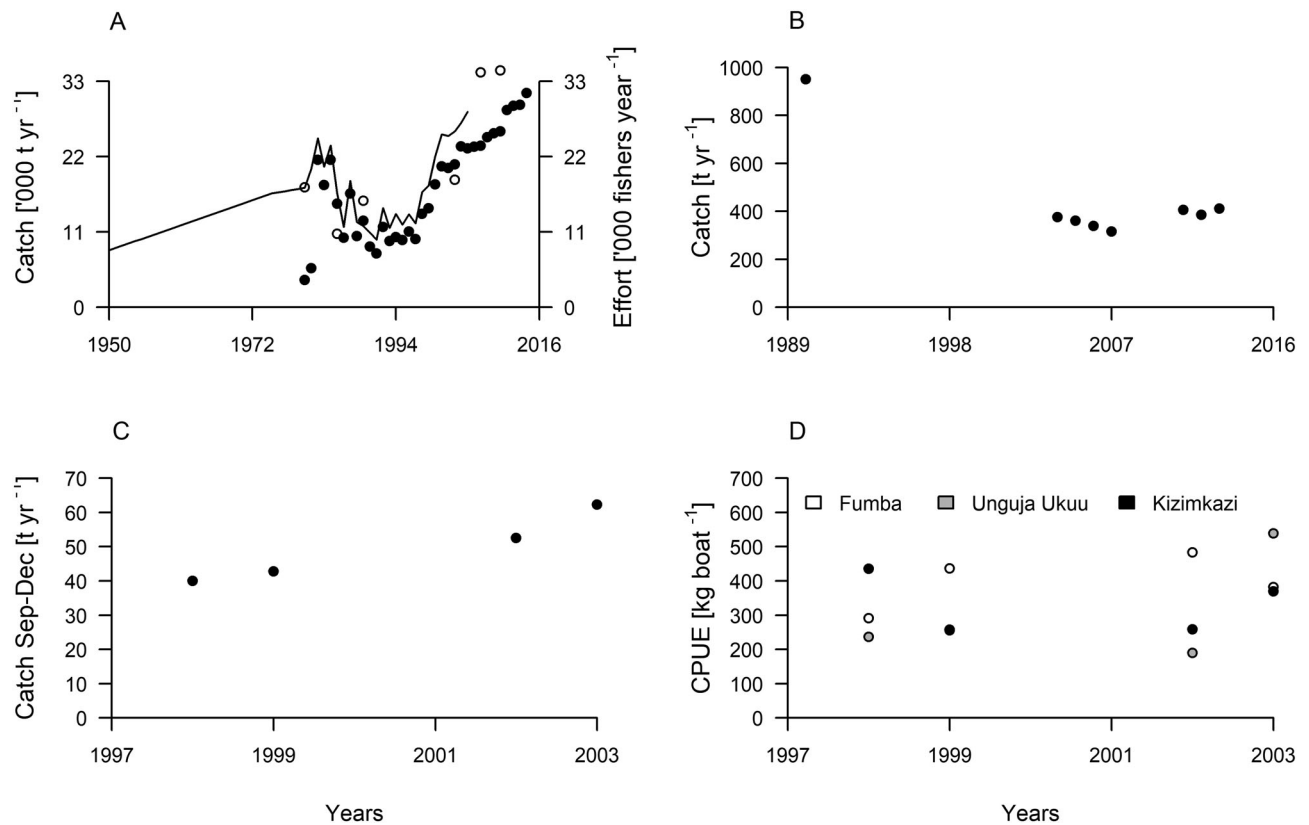 A
Catch ['000 t yr⁻¹]
33
22
11
0
33
22
11
0
Effort ['000 fishers year⁻¹]
1950 1972 1994 2016
B
Catch [t yr⁻¹]
1000
800
600
400
200
0
1989 1998 2007 2016
C
Catch Sep-Dec [t yr⁻¹]
70
60
50
40
30
20
10
0
1997 1999 2001 2003
Years
D
CPUE [kg boat⁻¹]
700
600
500
400
300
200
100
0
Fumba Unguja Ukuu Kizimkazi
1997 1999 2001 2003
Years